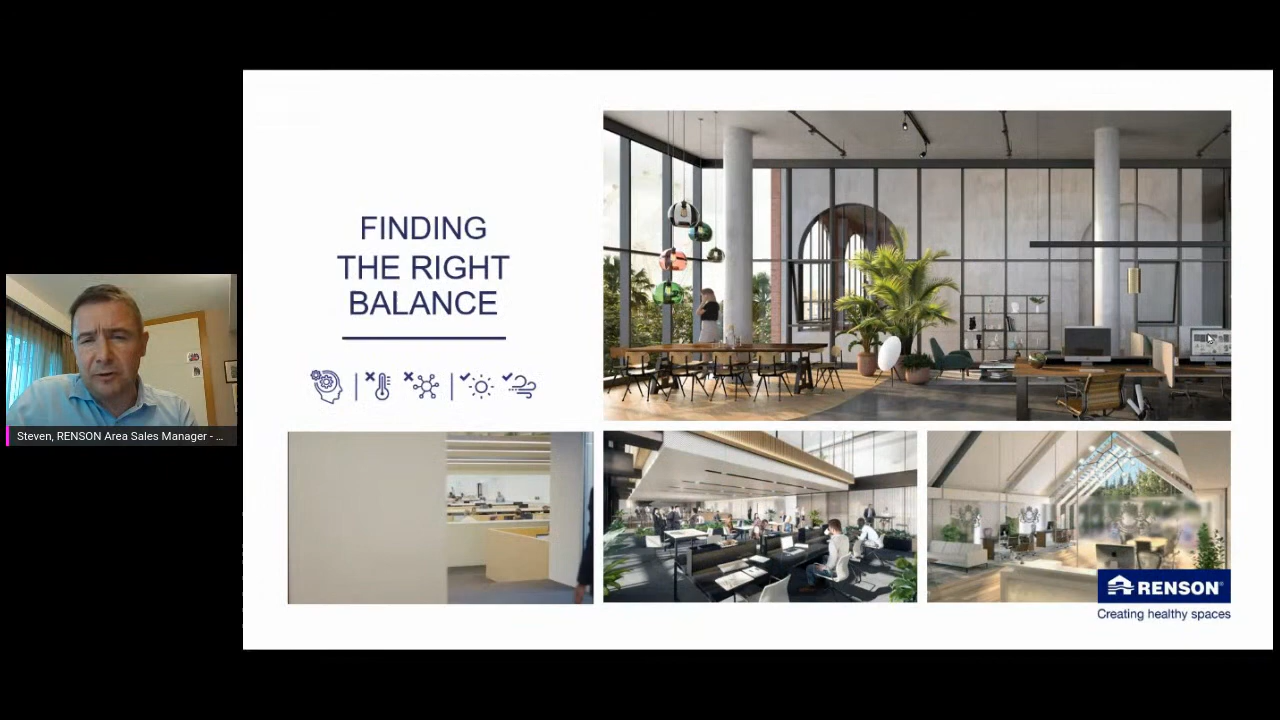 FINDING
THE RIGHT
BALANCE
Steven, RENSON Area Sales Manager - ...
RENSON
Creating healthy spaces